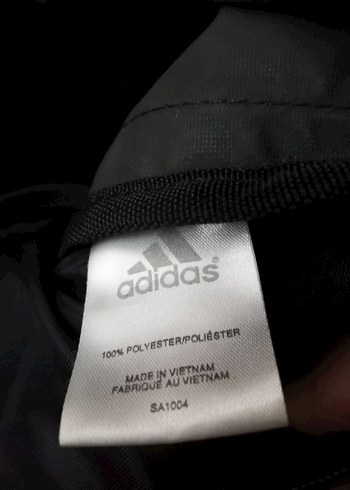 adidas®
100% POLYESTER/POLIÉSTER
MADE IN VIETNAM
FABRIQUÉ AU VIETNAM
SA1004